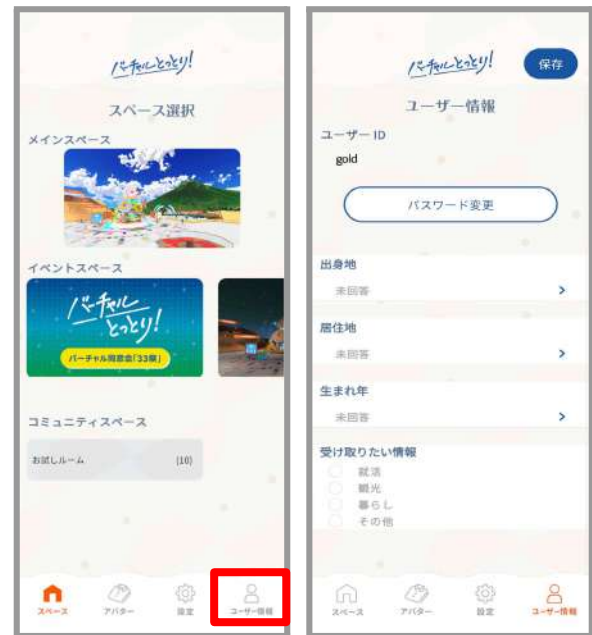 バーチャルとっとり!
スペース選択
メインスペース
イベントスペース
バーチャル
とっとり!
バーチャル同窓会「33祭」
コミュニティスペース
お試しルーム (10)
スペース アバター 設定 ユーザー情報
バーチャルとっとり! 保存
ユーザー情報
ユーザー ID
gold
パスワード変更
出身地
未回答
居住地
未回答
生まれ年
未回答
受け取りたい情報
就活
観光
暮らし
その他
スペース アバター 設定 ユーザー情報